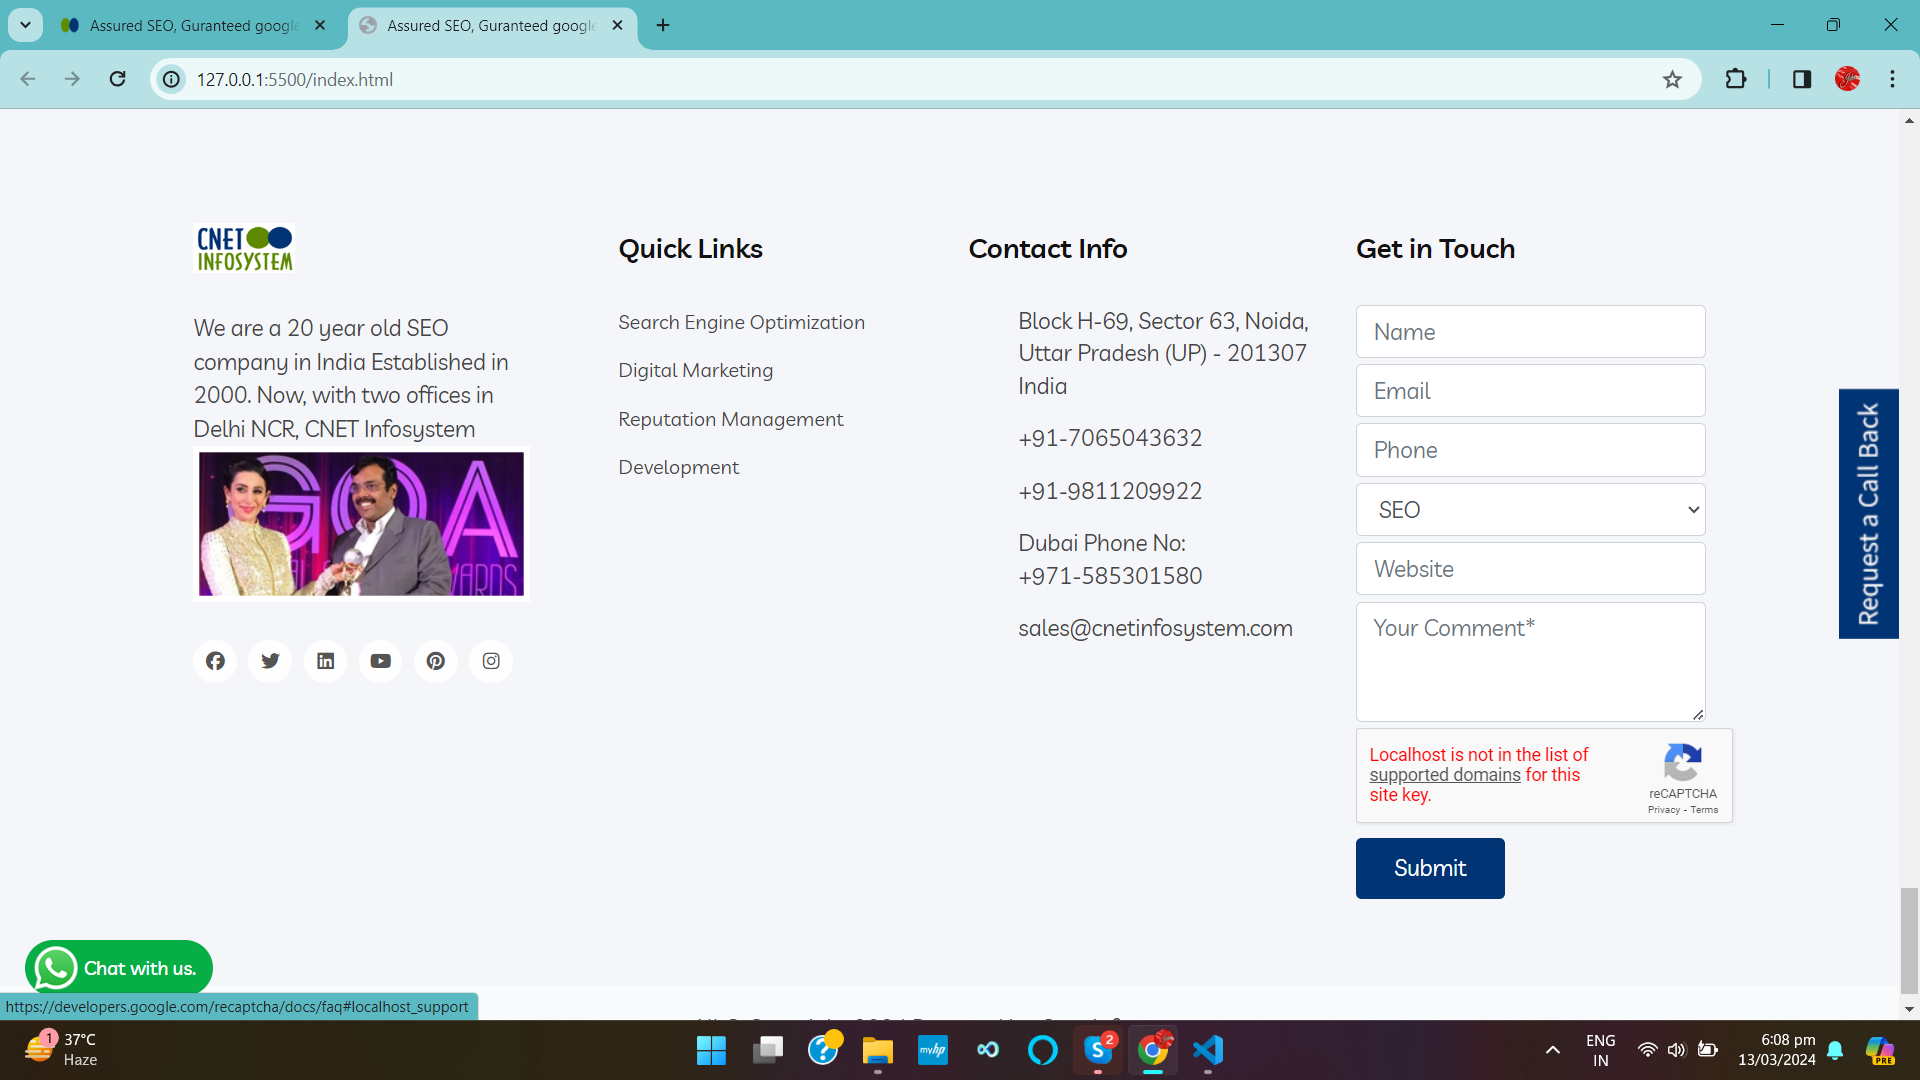 Assured SEO, Guranteed google
Assured SEO, Guranteed google
127.0.0.1:5500/index.html
CNET
INFOSYSTEM
We are a 20 year old SEO
company in India Established in
2000. Now, with two offices in
Delhi NCR, CNET Infosystem
GOA
ARDS
Quick Links
Search Engine Optimization
Digital Marketing
Reputation Management
Development
Contact Info
Block H-69, Sector 63, Noida,
Uttar Pradesh (UP) - 201307
India
+91-7065043632
+91-9811209922
Dubai Phone No:
+971-585301580
sales@cnetinfosystem.com
Get in Touch
Name
Email
Phone
SEO
Website
Your Comment*
Localhost is not in the list of
supported domains for this
site key.
reCAPTCHA
Privacy - Terms
Submit
Request a Call Back
Chat with us.
https://developers.google.com/recaptcha/docs/faq#localhost_support
1
37°C
Haze
myhp
S
2
ENG
IN
6:08 pm
13/03/2024
PRE